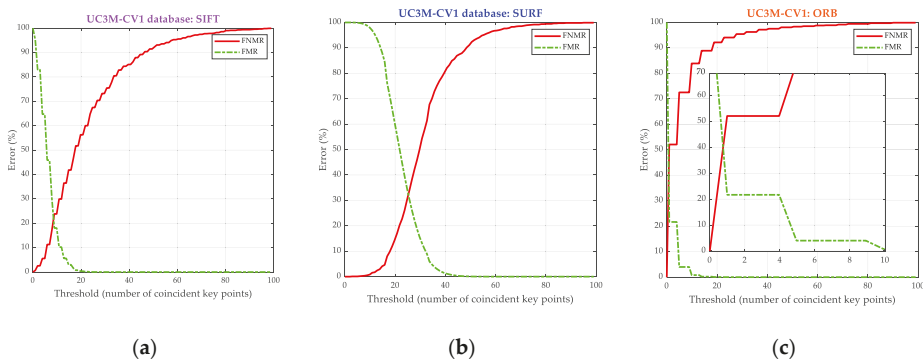 UC3M-CV1 database: SIFT
100
90
80
70
60
50
40
30
20
10
0
Error (%)
FNMR
FMR
0 20 40 60 80 100
Threshold (number of coincident key points)
(a)
UC3M-CV1 database: SURF
100
90
80
70
60
50
40
30
20
10
0
Error (%)
FNMR
FMR
0 20 40 60 80 100
Threshold (number of coincident key points)
(b)
UC3M-CV1: ORB
100
90
80
70
60
50
40
30
20
10
0
Error (%)
FNMR
FMR
70
60
50
40
30
20
10
0
0 2 4 6 8 10
0 20 40 60 80 100
Threshold (number of coincident key points)
(c)